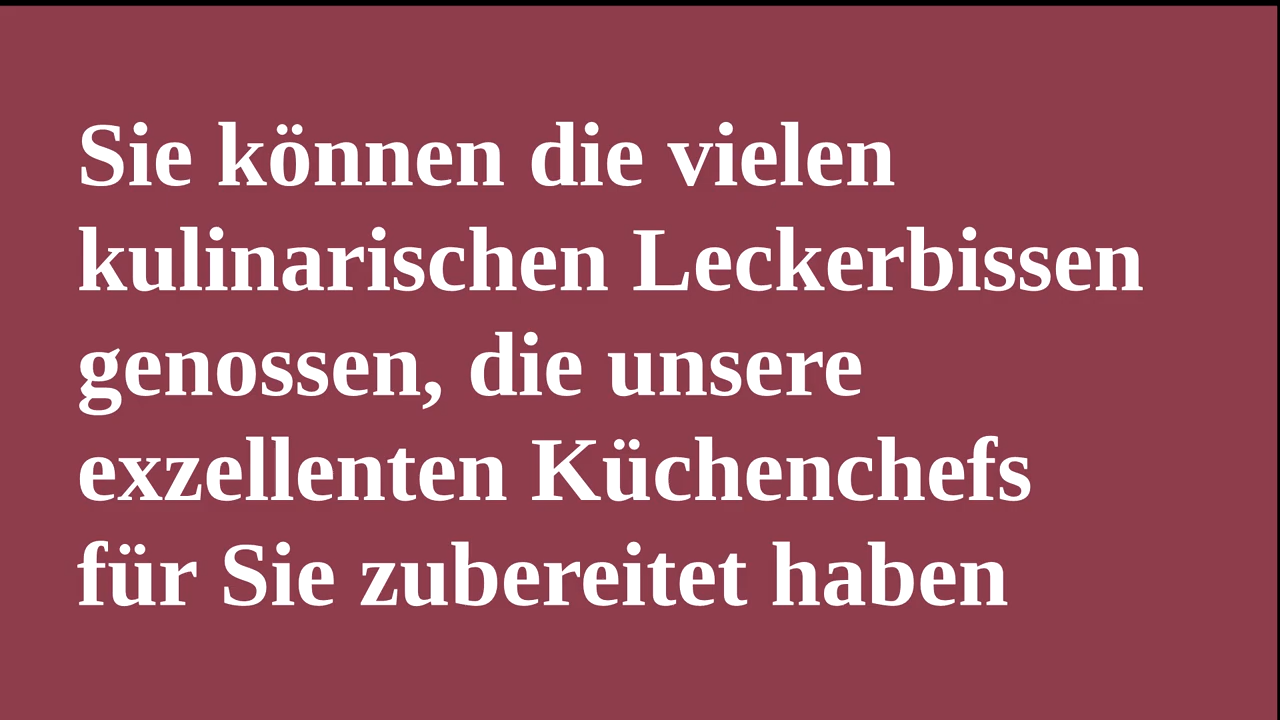 Sie können die vielen
kulinarischen Leckerbissen
genossen, die unsere
exzellenten Küchenchefs
für Sie zubereitet haben